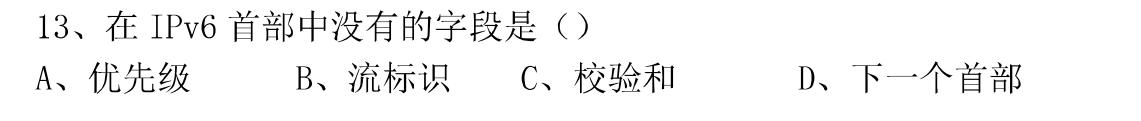 13、在 IPv6 首部中没有的字段是（）
A、优先级 B、流标识 C、校验和 D、下一个首部